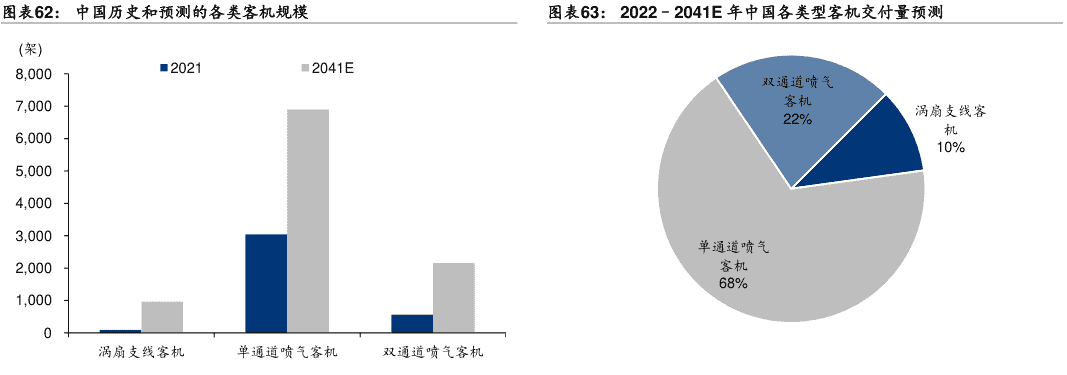 图表62： 中国历史和预测的各类客机规模
(架)
2021
2041E
8,000
7,000
6,000
5,000
4,000
3,000
2,000
1,000
0
涡扇支线客机
单通道喷气客机
双通道喷气客机
图表63： 2022－2041E 年中国各类型客机交付量预测
双通道喷气
客机
22%
涡扇支线客
机
10%
单通道喷气
客机
68%